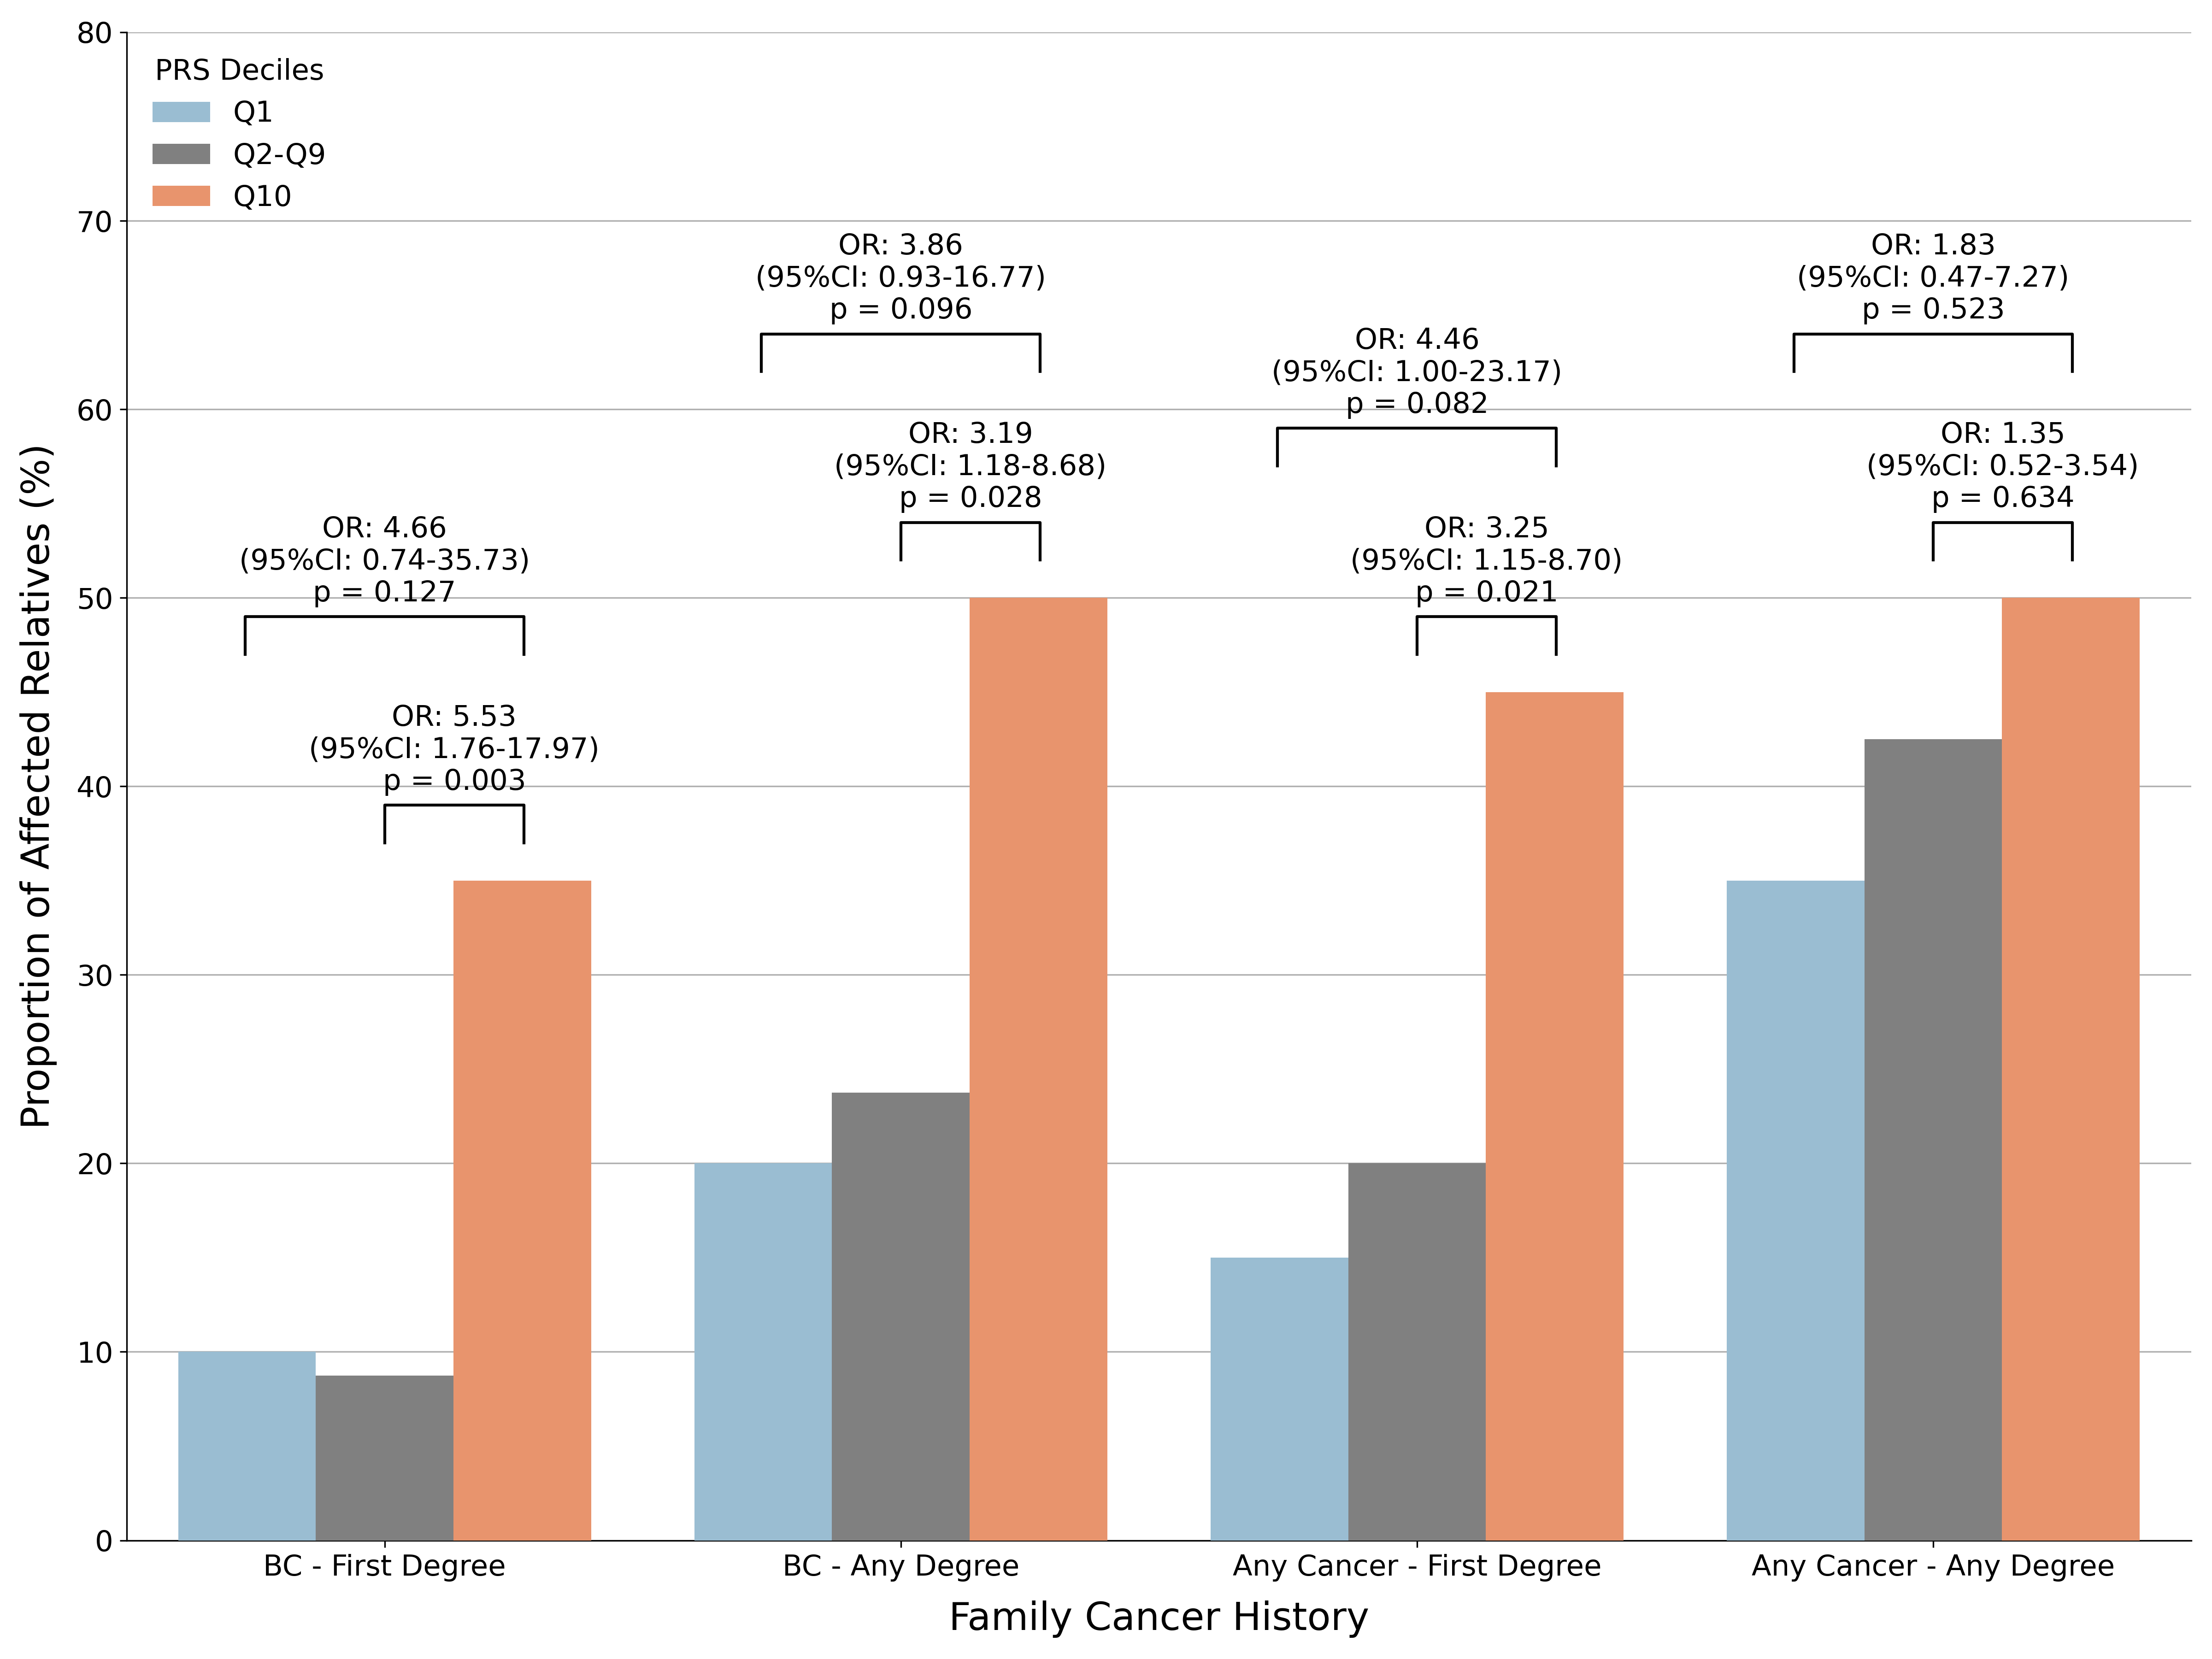 80
PRS Deciles
Q1
Q2-Q9
Q10
70
60
50
40
30
20
10
0
Proportion of Affected Relatives (%)
OR: 4.66
(95%CI: 0.74-35.73)
p = 0.127
OR: 5.53
(95%CI: 1.76-17.97)
p = 0.003
OR: 3.86
(95%CI: 0.93-16.77)
p = 0.096
OR: 3.19
(95%CI: 1.18-8.68)
p = 0.028
OR: 4.46
(95%CI: 1.00-23.17)
p = 0.082
OR: 3.25
(95%CI: 1.15-8.70)
p = 0.021
OR: 1.83
(95%CI: 0.47-7.27)
p = 0.523
OR: 1.35
(95%CI: 0.52-3.54)
p = 0.634
BC - First Degree
BC - Any Degree
Any Cancer - First Degree
Any Cancer - Any Degree
Family Cancer History